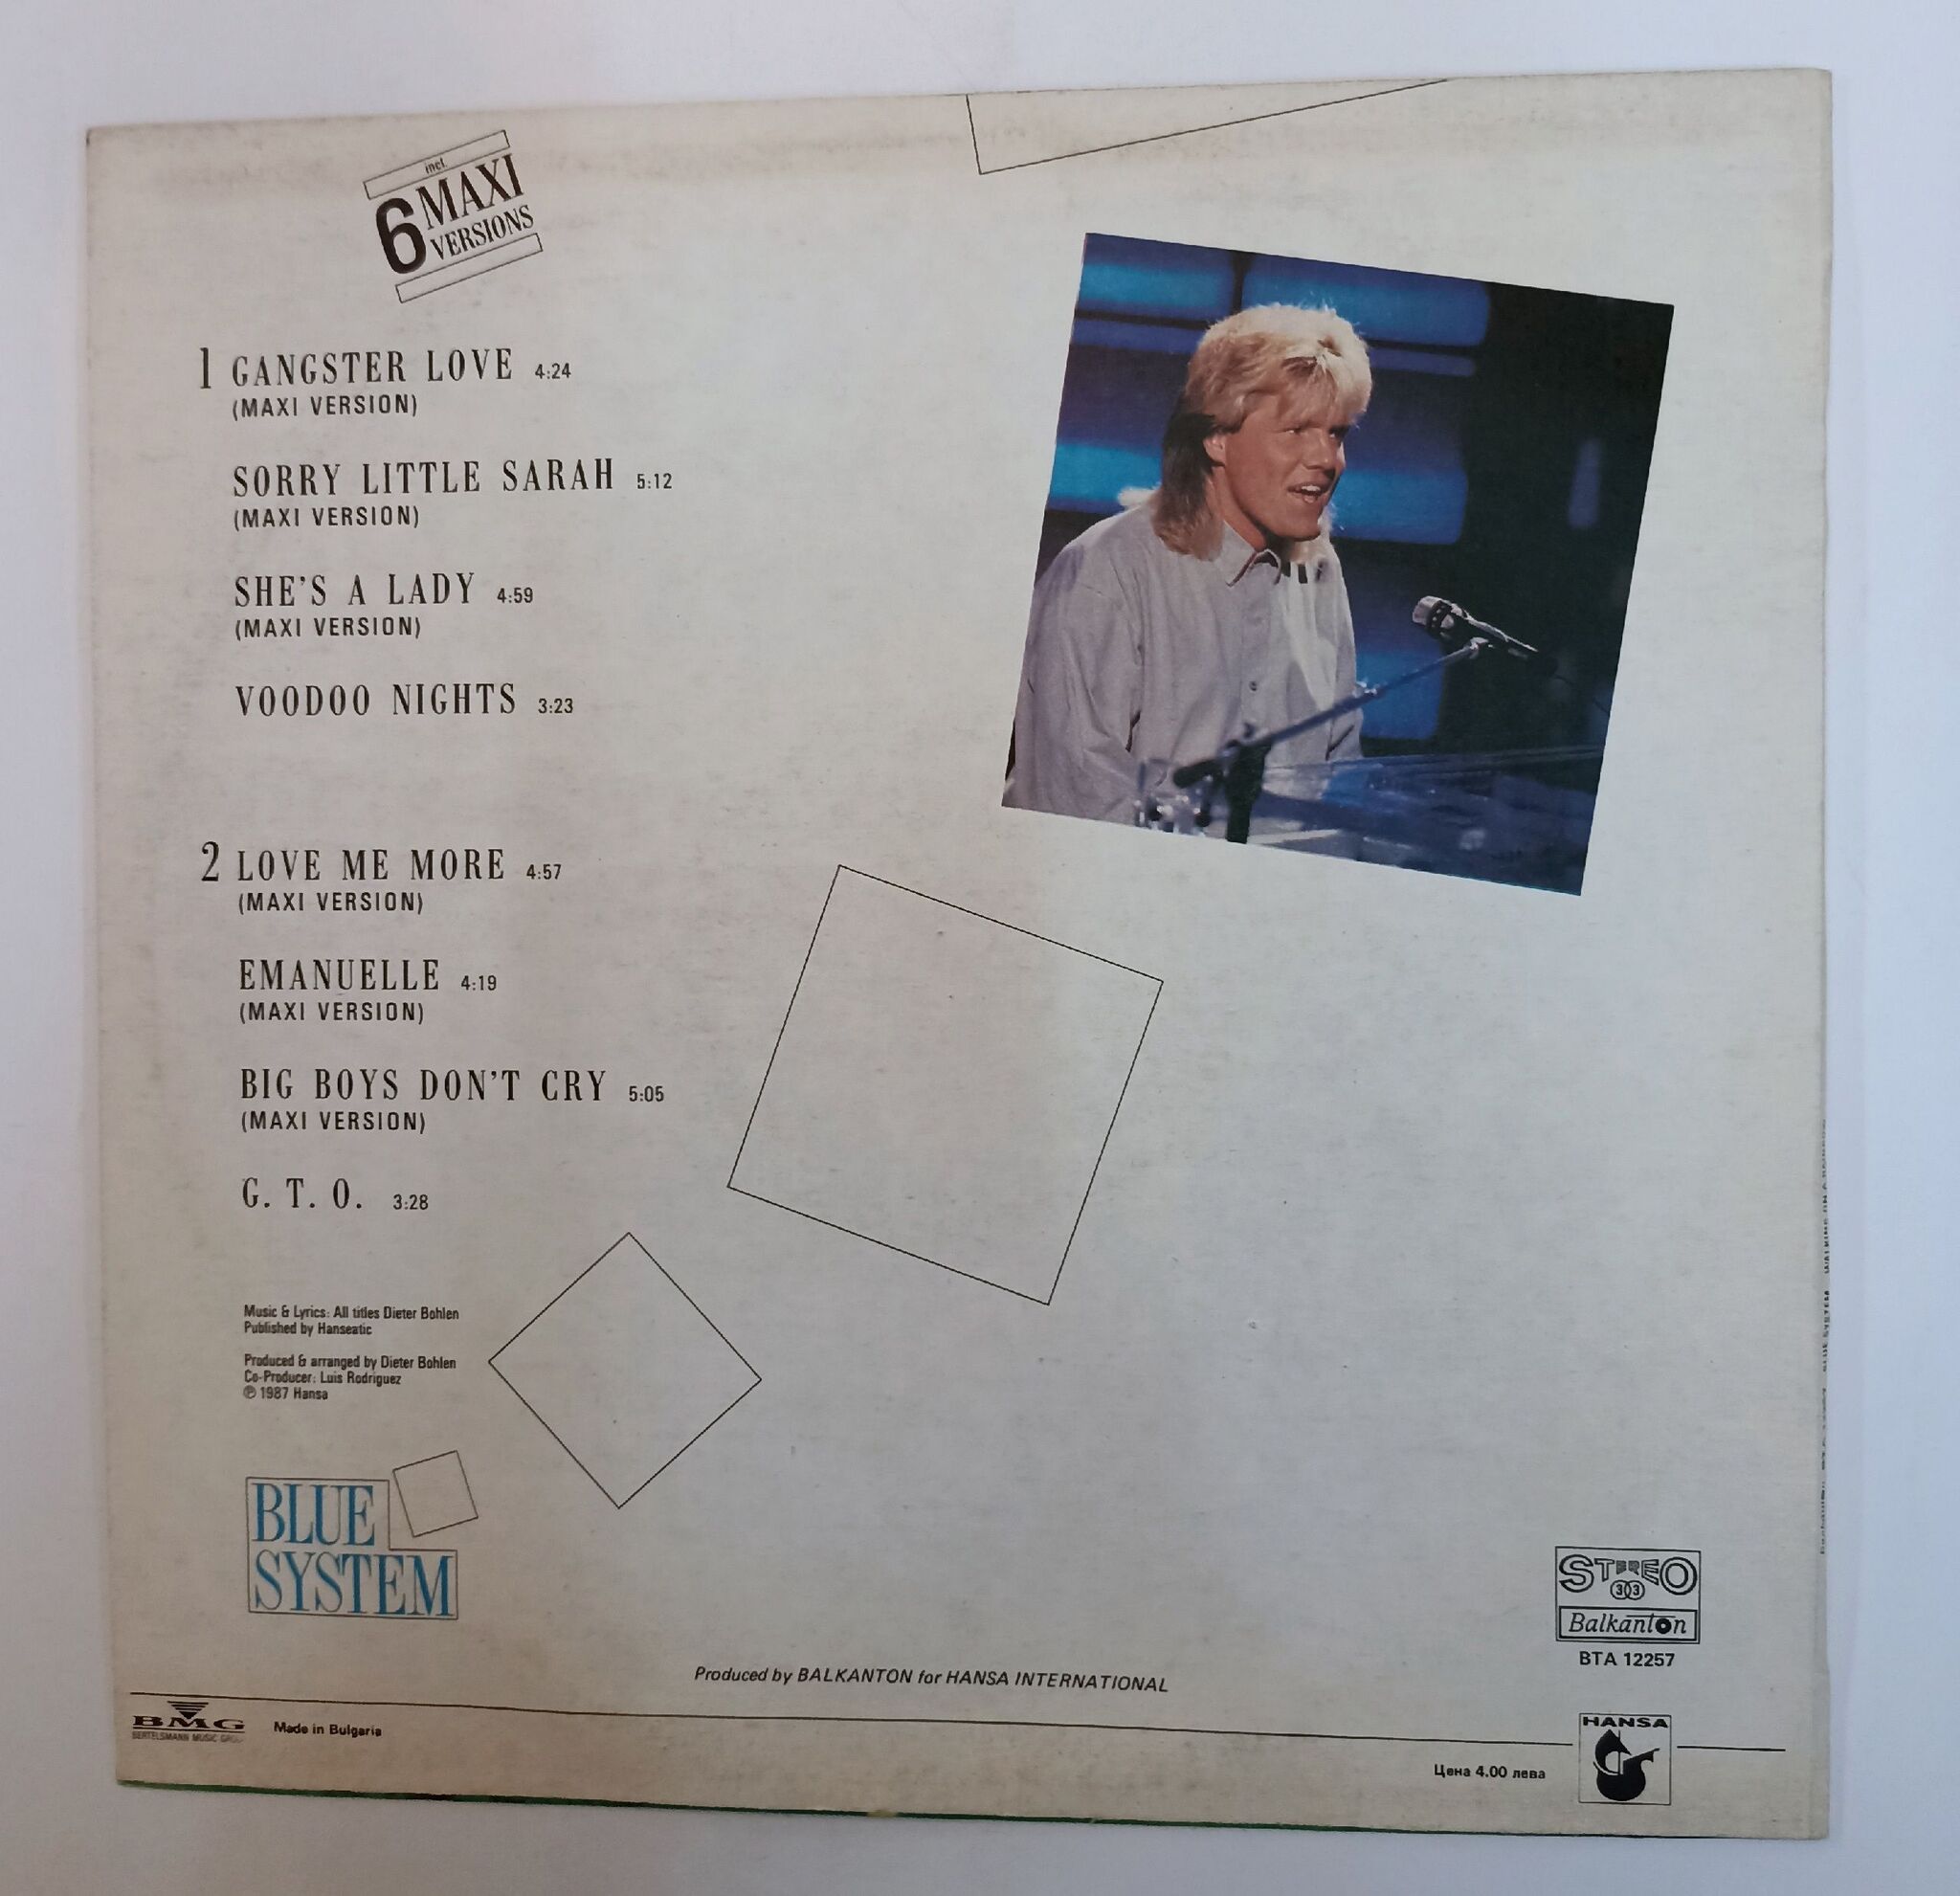 incl.
6 MAXI
VERSIONS
1 GANGSTER LOVE 4:24
(MAXI VERSION)
SORRY LITTLE SARAH 5:12
(MAXI VERSION)
SHE'S A LADY 4:59
(MAXI VERSION)
VOODOO NIGHTS 3:23
2 LOVE ME MORE 4:57
(MAXI VERSION)
EMANUELLE 4:19
(MAXI VERSION)
BIG BOYS DON'T CRY 5:05
(MAXI VERSION)
G. T. O. 3:28
Music & Lyrics: All titles Dieter Bohlen
Published by Hanseatic
Produced & arranged by Dieter Bohlen
Co-Producer: Luis Rodriguez
℗ 1987 Hansa
BLUE
SYSTEM
STEREO
33
Balkanton
BTA 12257
Produced by BALKANTON for HANSA INTERNATIONAL
BMG
BERTELSMANN MUSIC GROUP
Made in Bulgaria
HANSA
Цена 4.00 лева